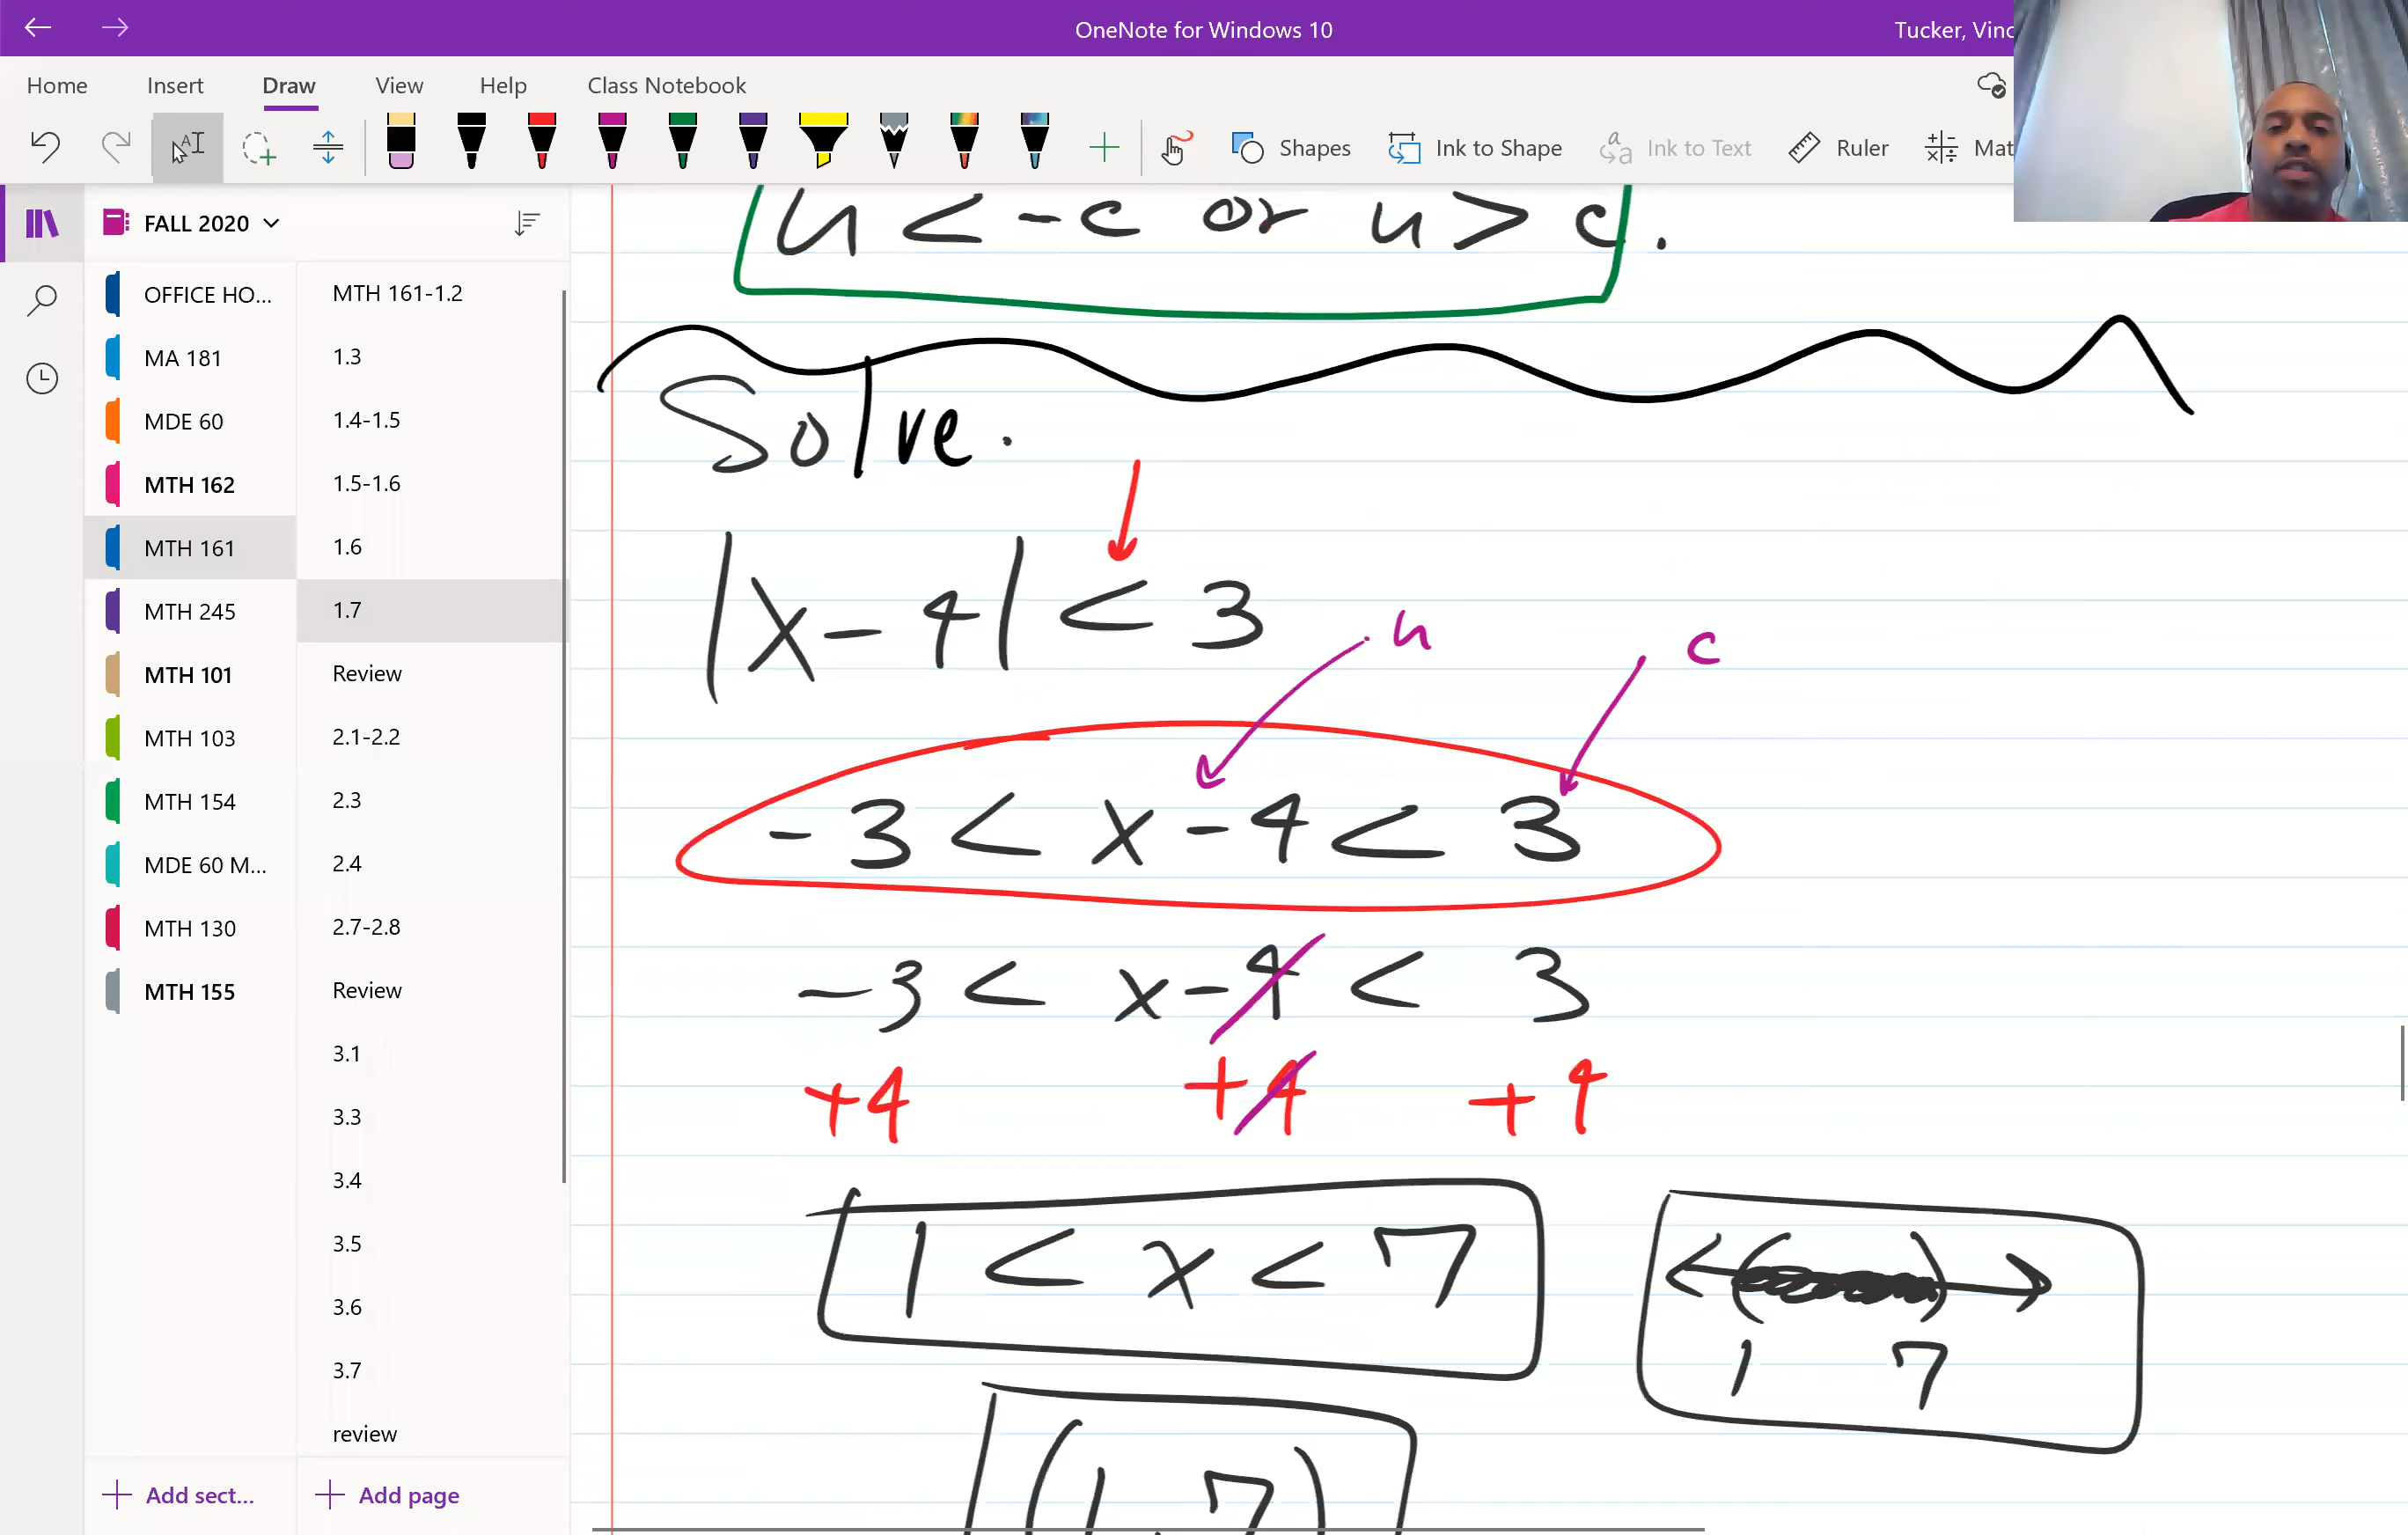 OneNote for Windows 10
Tucker, Vinc
Home Insert Draw View Help Class Notebook
Shapes Ink to Shape Ink to Text Ruler Mat
FALL 2020
OFFICE HO...
MA 181
MDE 60
MTH 162
MTH 161
MTH 245
MTH 101
MTH 103
MTH 154
MDE 60 M...
MTH 130
MTH 155
Add sect...
MTH 161-1.2
1.3
1.4-1.5
1.5-1.6
1.6
1.7
Review
2.1-2.2
2.3
2.4
2.7-2.8
Review
3.1
3.3
3.4
3.5
3.6
3.7
review
Add page
u < -c or u > c.
Solve.
|x-4| < 3
u c
-3 < x-4 < 3
-3 < x-4 < 3
+4 +4 +4
1 < x < 7
1 7
(1, 7)